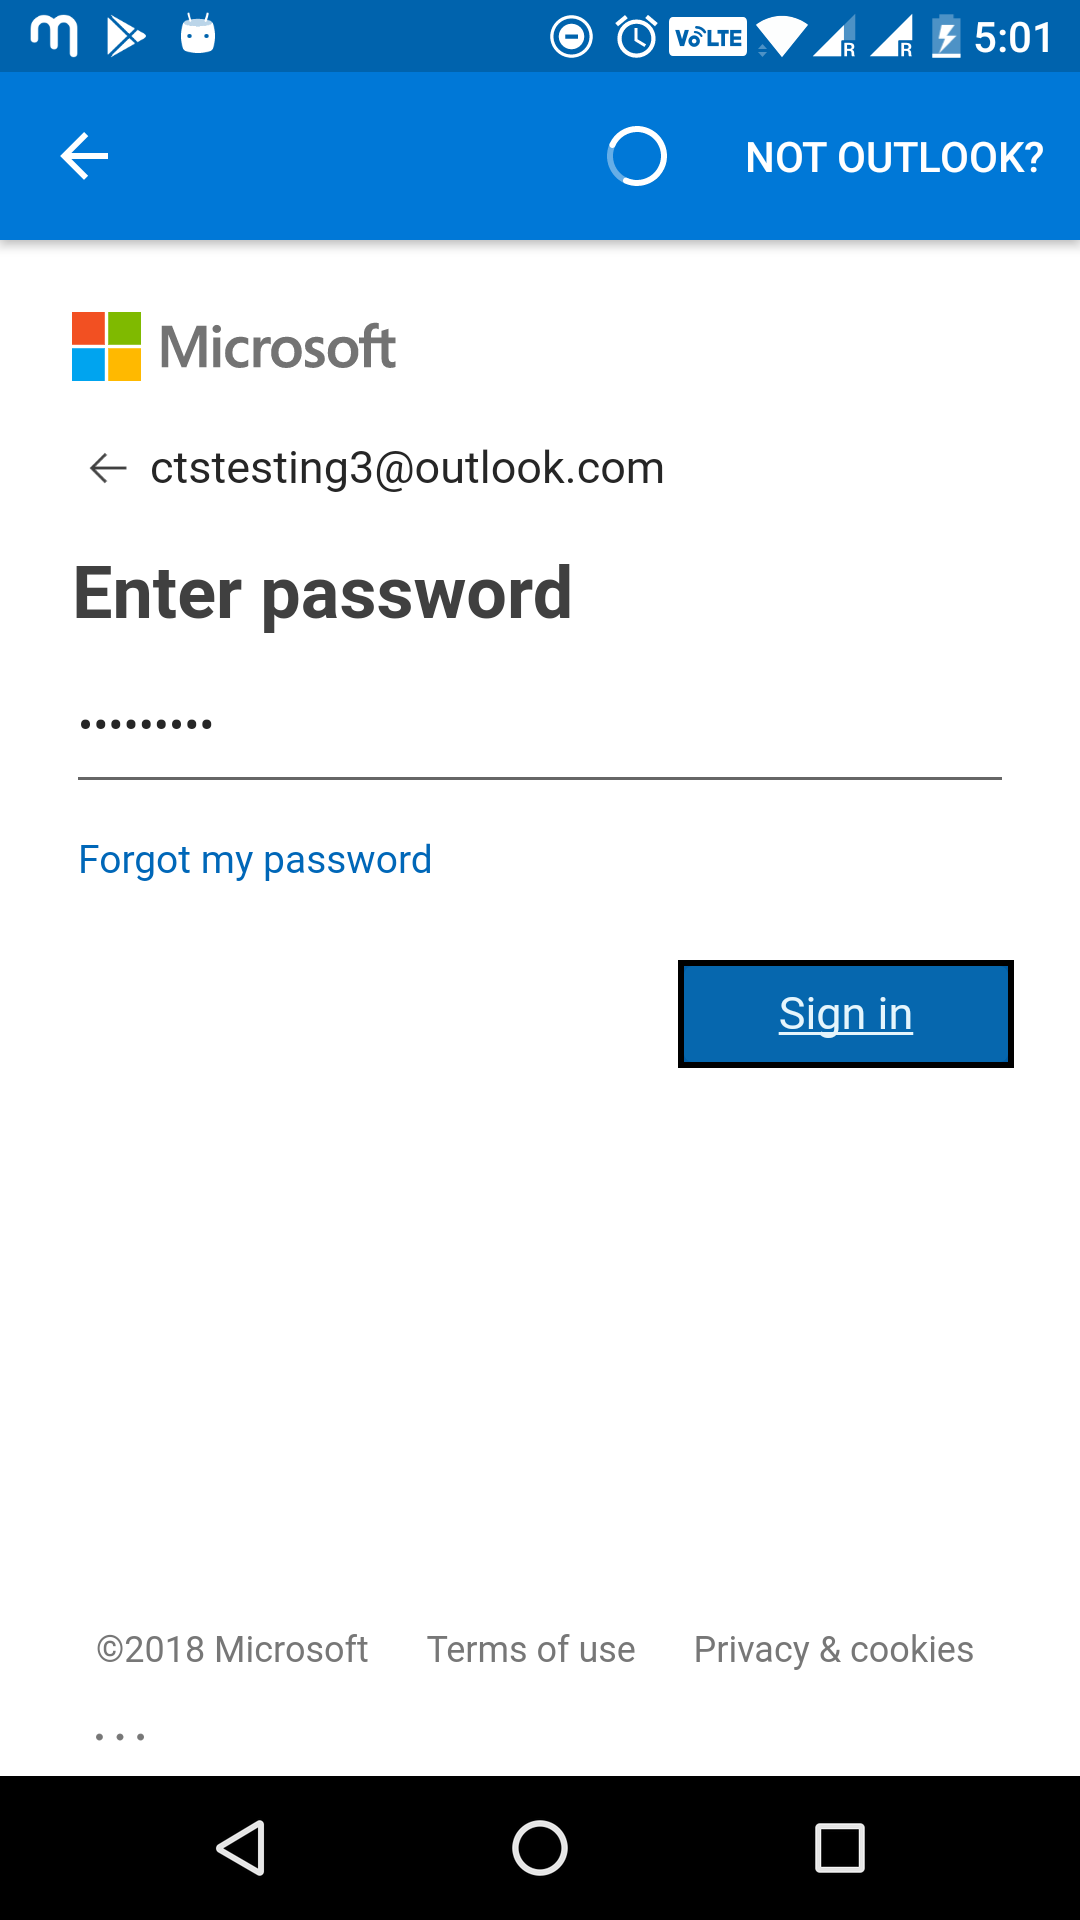 VoLTE R R 5:01
NOT OUTLOOK?
Microsoft
ctstesting3@outlook.com
Enter password
•••••••••
Forgot my password
Sign in
©2018 Microsoft Terms of use Privacy & cookies
...